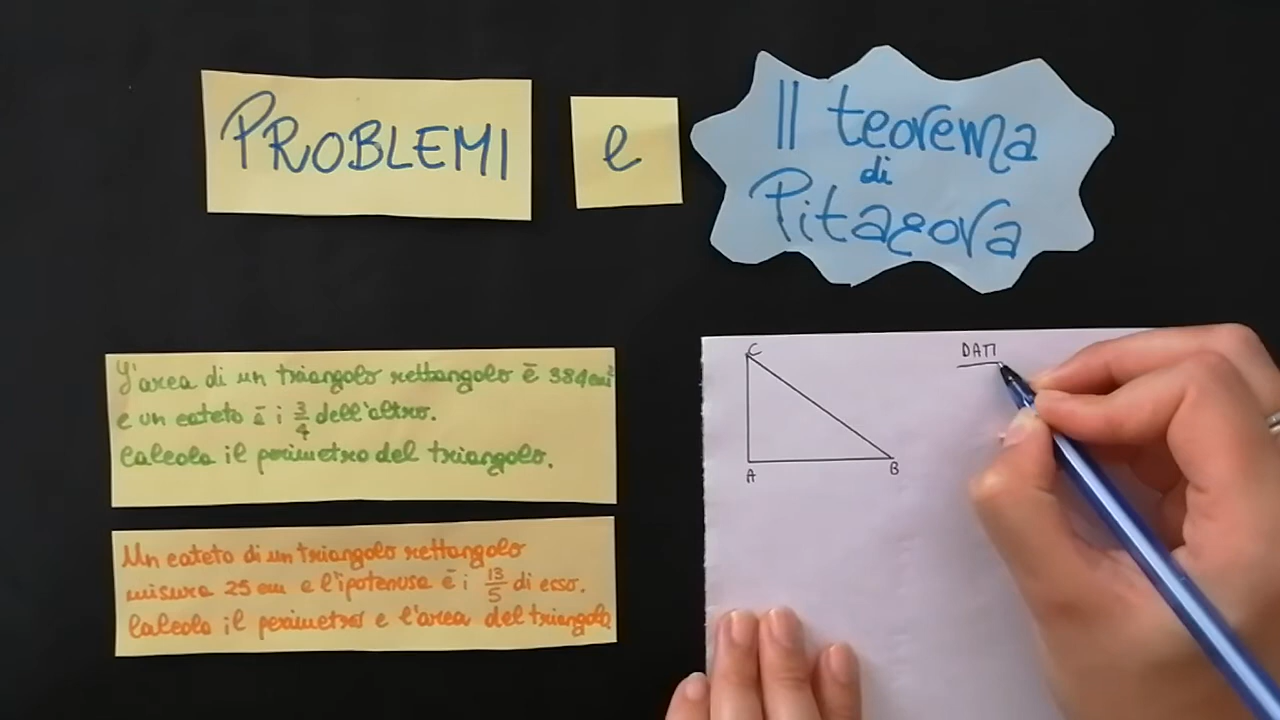 PROBLEMI
e
Il teorema
di
Pitagora
L'area di un triangolo rettangolo è 384 cm²
e un cateto è i 3/4 dell'altro.
Calcola il perimetro del triangolo.
Un cateto di un triangolo rettangolo
misura 25 cm e l'ipotenusa è i 13/5 di esso.
Calcola il perimetro e l'area del triangolo
C
A
B
DATI